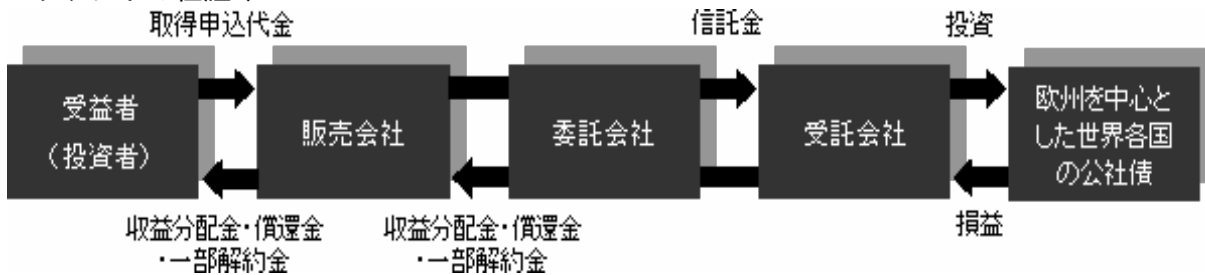 取得申込代金
信託金
投資
受益者
（投資者）
販売会社
委託会社
受託会社
欧州を中心と
した世界各国
の公社債
収益分配金・償還金
・一部解約金
収益分配金・償還金
・一部解約金
損益